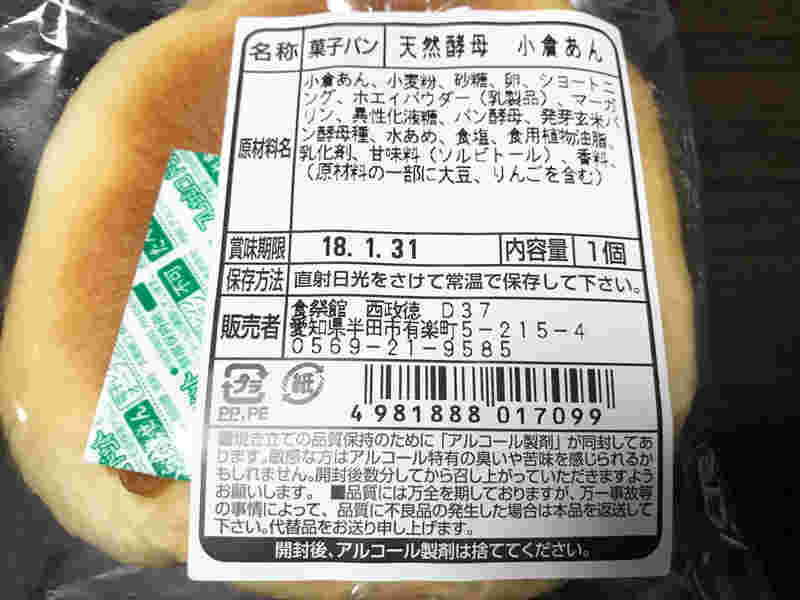 名称 菓子パン 天然酵母 小倉あん
原材料名
小倉あん、小麦粉、砂糖、卵、ショートニ
ング、ホエイパウダー(乳製品)、マーガ
リン、異性化液糖、パン酵母、発芽玄米パ
ン酵母種、水あめ、食塩、食用植物油脂、
乳化剤、甘味料(ソルビトール)、香料、
(原材料の一部に大豆、りんごを含む)
賞味期限 18.1.31 内容量 1個
保存方法 直射日光をさけて常温で保存して下さい。
販売者
食祭館 西政徳 D37
愛知県半田市有楽町5-215-4
0569-21-9585
プラ 紙
PP,PE
4 981888 017099
■焼き立ての品質保持のために「アルコール製剤」が同封してあ
ります。敏感な方はアルコール特有の臭いや苦味を感じられるか
もしれません。開封後数分してから召し上がっていただきますよう
お願いします。 ■品質には万全を期しておりますが、万一事故等
の事情によって、品質に不良品の発生した場合は本品を返送して
下さい。代替品をお送り申し上げます。
開封後、アルコール製剤は捨ててください。